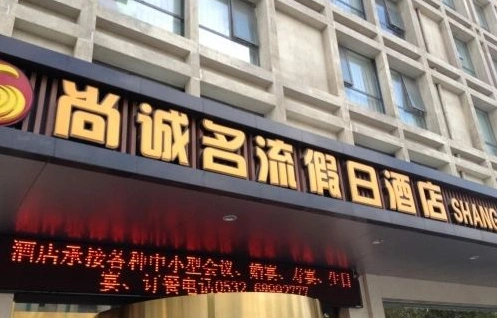 尚诚名流假日酒店 SHANG
酒店承接各种中小型会议、婚宴、寿宴、生日
宴、订餐电话0532 68992777